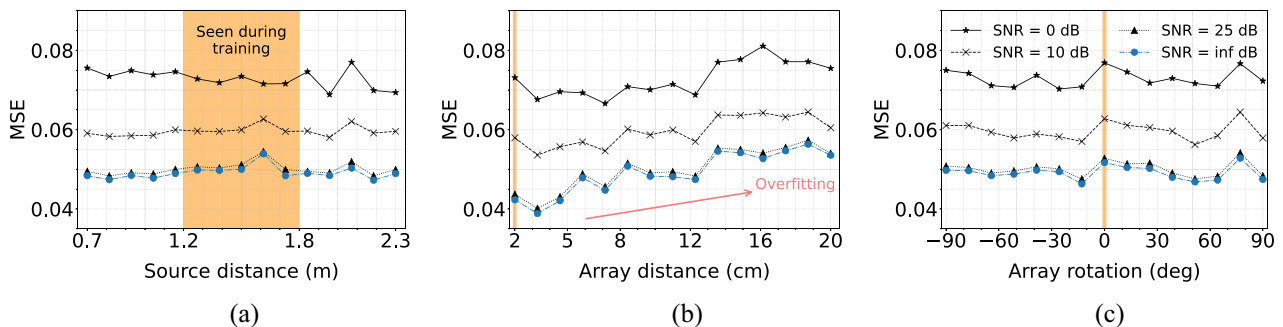 Seen during
training
0.08
0.06
0.04
MSE
0.7 1.2 1.8 2.3
Source distance (m)
(a)
0.08
0.06
0.04
MSE
Overfitting
2 5 8 12 16 20
Array distance (cm)
(b)
SNR = 0 dB SNR = 25 dB
SNR = 10 dB SNR = inf dB
0.08
0.06
0.04
MSE
−90 −60 −30 0 30 60 90
Array rotation (deg)
(c)